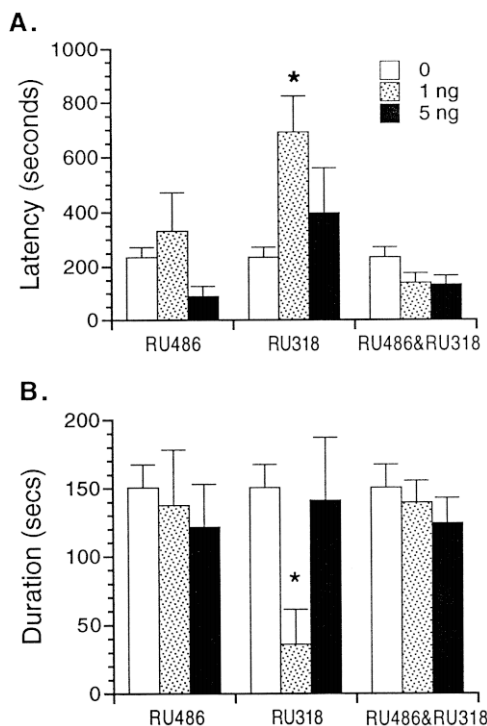 A.
Latency (seconds)
1000
800
600
400
200
0
*
0
1 ng
5 ng
RU486
RU318
RU486&RU318
B.
Duration (secs)
200
150
100
50
0
*
RU486
RU318
RU486&RU318